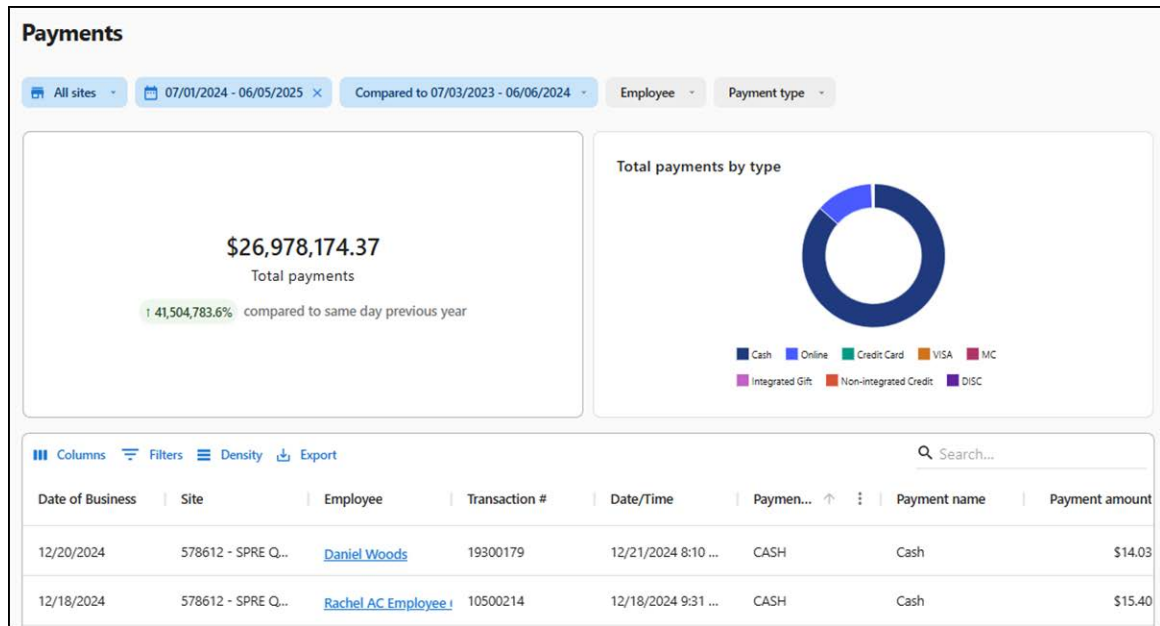 Payments
All sites
07/01/2024 - 06/05/2025
Compared to 07/03/2023 - 06/06/2024
Employee
Payment type
$26,978,174.37
Total payments
↑ 41,504,783.6% compared to same day previous year
Total payments by type
Cash Online Credit Card VISA MC
Integrated Gift Non-integrated Credit DISC
Columns Filters Density Export Search...
Date of Business Site Employee Transaction # Date/Time Paymen... Payment name Payment amount
12/20/2024 578612 - SPRE Q... Daniel Woods 19300179 12/21/2024 8:10 ... CASH Cash $14.03
12/18/2024 578612 - SPRE Q... Rachel AC Employee 10500214 12/18/2024 9:31 ... CASH Cash $15.40